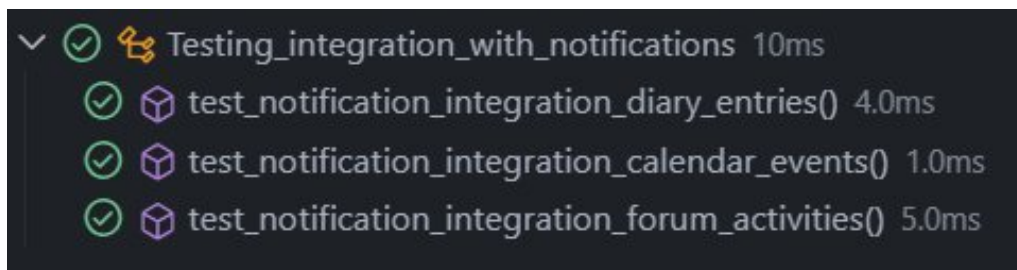 Testing_integration_with_notifications 10ms
test_notification_integration_diary_entries() 4.0ms
test_notification_integration_calendar_events() 1.0ms
test_notification_integration_forum_activities() 5.0ms